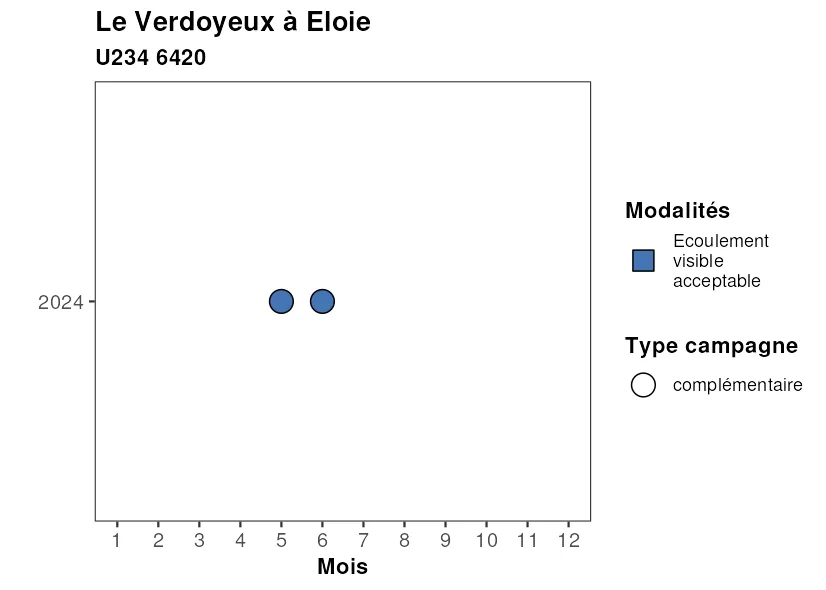 Le Verdoyeux à Eloie
U234 6420
2024
1 2 3 4 5 6 7 8 9 10 11 12
Mois
Modalités
Ecoulement
visible
acceptable
Type campagne
complémentaire